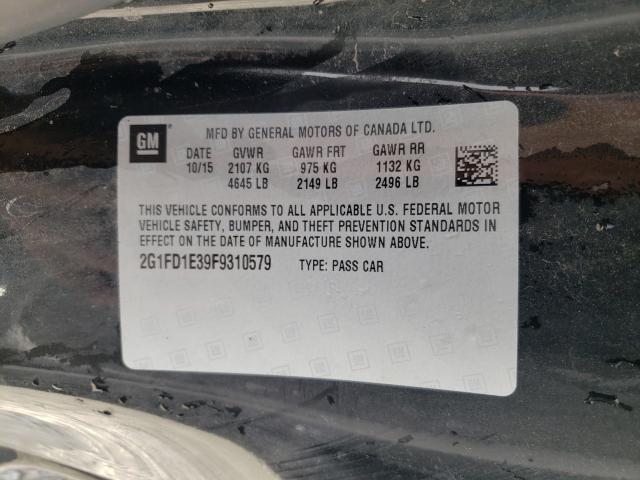 GM
MFD BY GENERAL MOTORS OF CANADA LTD.
DATE GVWR GAWR FRT GAWR RR
10/15 2107 KG 975 KG 1132 KG
4645 LB 2149 LB 2496 LB
THIS VEHICLE CONFORMS TO ALL APPLICABLE U.S. FEDERAL MOTOR
VEHICLE SAFETY, BUMPER, AND THEFT PREVENTION STANDARDS IN
EFFECT ON THE DATE OF MANUFACTURE SHOWN ABOVE.
2G1FD1E39F9310579 TYPE: PASS CAR